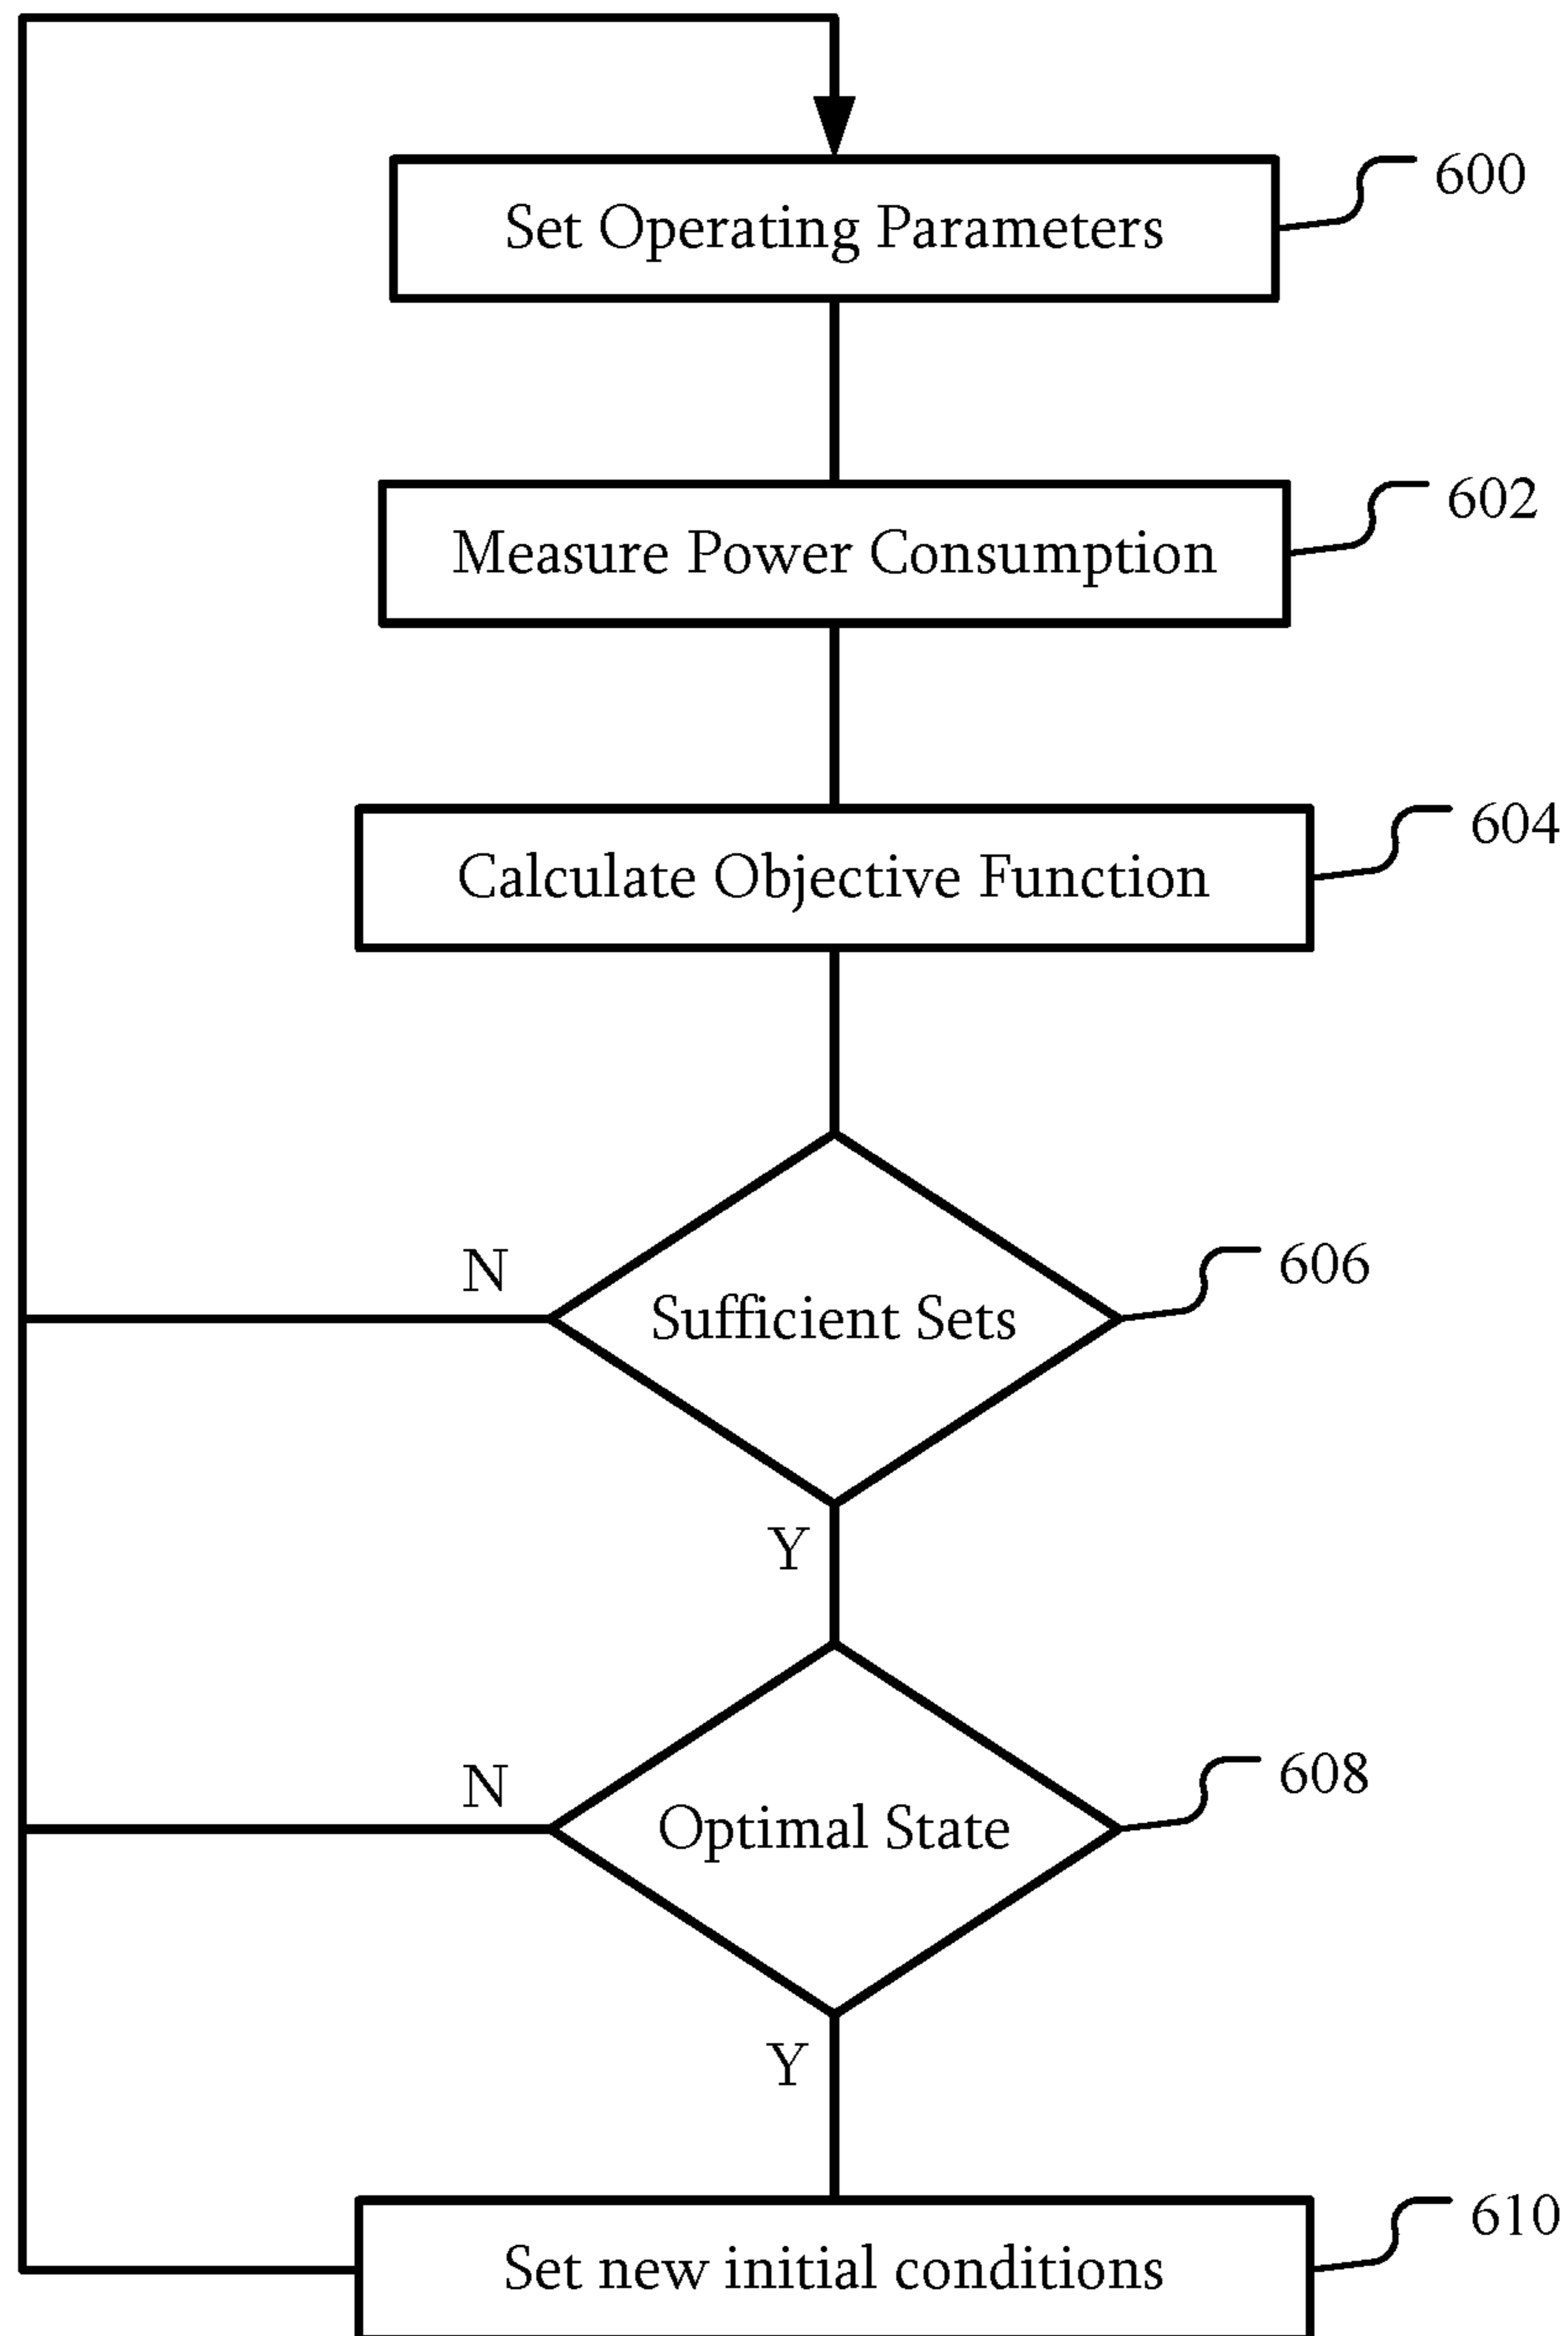 600
Set Operating Parameters
602
Measure Power Consumption
604
Calculate Objective Function
N
606
Sufficient Sets
Y
N
608
Optimal State
Y
610
Set new initial conditions